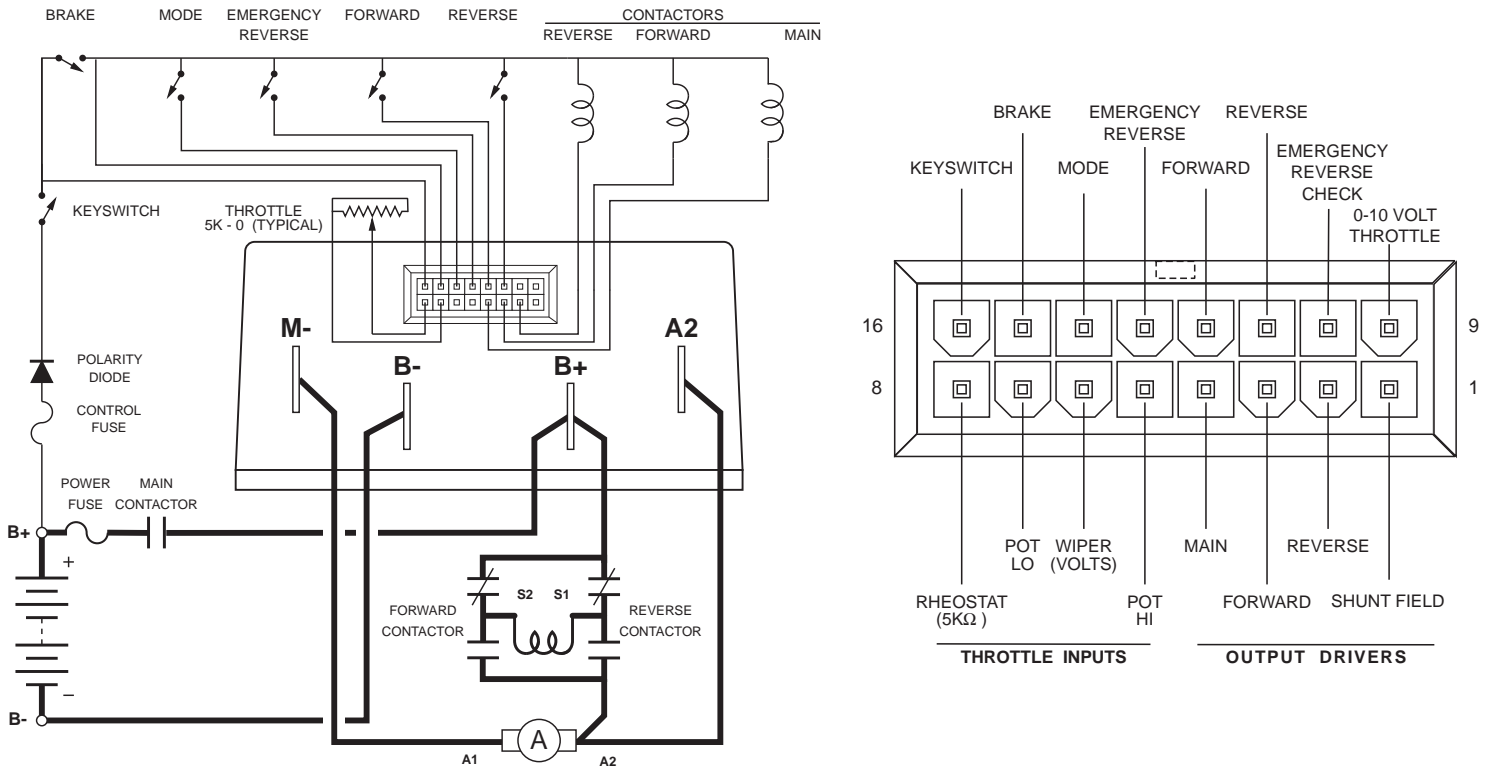 BRAKE MODE EMERGENCY FORWARD REVERSE CONTACTORS
REVERSE REVERSE FORWARD MAIN
KEYSWITCH
THROTTLE
5K - 0 (TYPICAL)
M-
A2
B-
B+
POLARITY
DIODE
CONTROL
FUSE
POWER
FUSE
MAIN
CONTACTOR
B+
+
S2 S1
FORWARD
CONTACTOR
REVERSE
CONTACTOR
−
B-
A
A1
A2
BRAKE
EMERGENCY
REVERSE
REVERSE
KEYSWITCH
MODE
FORWARD
EMERGENCY
REVERSE
CHECK
0-10 VOLT
THROTTLE
16
9
8
1
POT
LO
WIPER
(VOLTS)
MAIN
REVERSE
RHEOSTAT
(5KΩ )
POT
HI
FORWARD
SHUNT FIELD
THROTTLE INPUTS
OUTPUT DRIVERS